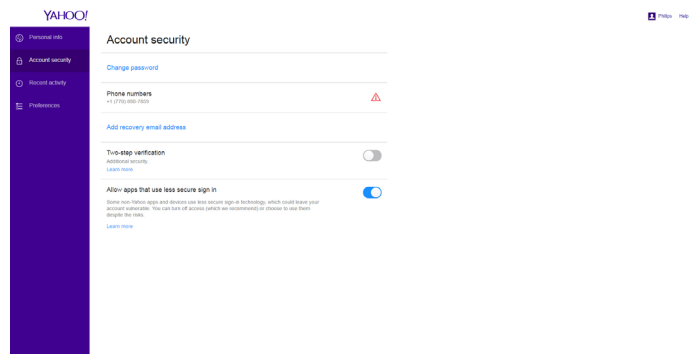 YAHOO!
Philips Help
Personal info
Account security
Recent activity
Preferences
Account security
Change password
Phone numbers
+1 (770)
Add recovery email address
Two-step verification
Additional security.
Learn more
Allow apps that use less secure sign in
Some non-Yahoo apps and devices use less secure sign-in technology, which could leave your
account vulnerable. You can turn off access (which we recommend) or choose to use them
despite the risks.
Learn more